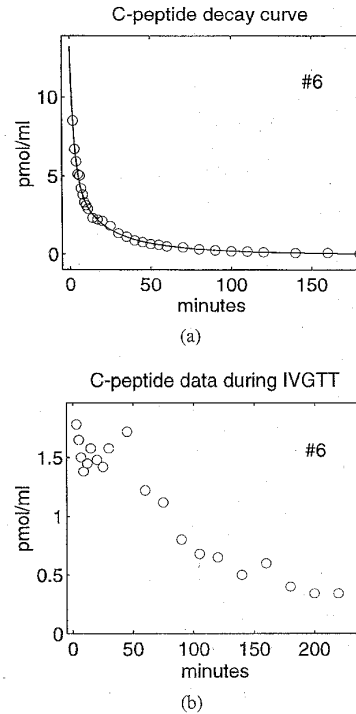 C-peptide decay curve
#6
10
5
0
pmol/ml
0 50 100 150
minutes
(a)
C-peptide data during IVGTT
#6
1.5
1
0.5
0
pmol/ml
0 50 100 150 200
minutes
(b)